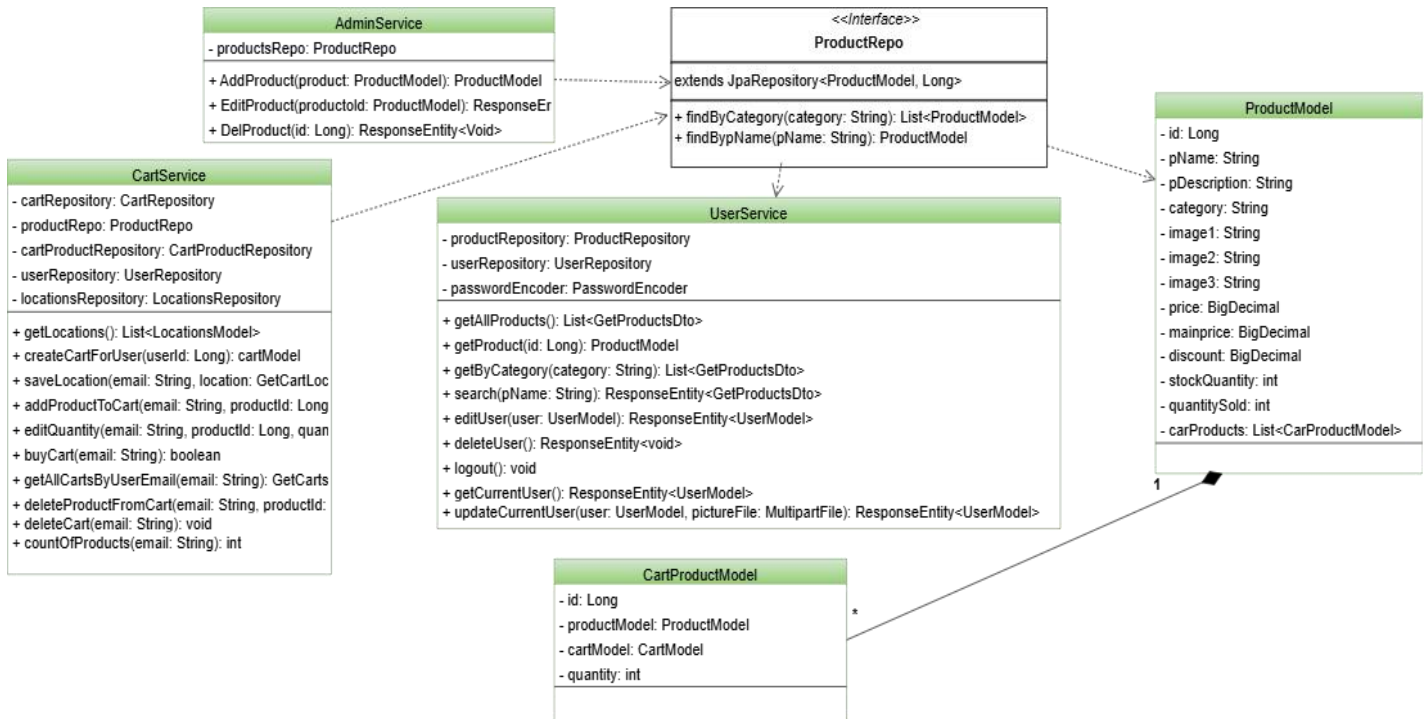 AdminService
- productsRepo: ProductRepo
+ AddProduct(product: ProductModel): ProductModel
+ EditProduct(productoId: ProductModel): ResponseEr
+ DelProduct(id: Long): ResponseEntity<Void>
<<Interface>>
ProductRepo
extends JpaRepository<ProductModel, Long>
+ findByCategory(category: String): List<ProductModel>
+ findBypName(pName: String): ProductModel
ProductModel
- id: Long
- pName: String
- pDescription: String
- category: String
- image1: String
- image2: String
- image3: String
- price: BigDecimal
- mainprice: BigDecimal
- discount: BigDecimal
- stockQuantity: int
- quantitySold: int
- carProducts: List<CarProductModel>
CartService
- cartRepository: CartRepository
- productRepo: ProductRepo
- cartProductRepository: CartProductRepository
- userRepository: UserRepository
- locationsRepository: LocationsRepository
+ getLocations(): List<LocationsModel>
+ createCartForUser(userId: Long): cartModel
+ saveLocation(email: String, location: GetCartLoc
+ addProductToCart(email: String, productId: Long
+ editQuantity(email: String, productId: Long, quan
+ buyCart(email: String): boolean
+ getAllCartsByUserEmail(email: String): GetCarts
+ deleteProductFromCart(email: String, productId:
+ deleteCart(email: String): void
+ countOfProducts(email: String): int
UserService
- productRepository: ProductRepository
- userRepository: UserRepository
- passwordEncoder: PasswordEncoder
+ getAllProducts(): List<GetProductsDto>
+ getProduct(id: Long): ProductModel
+ getByCategory(category: String): List<GetProductsDto>
+ search(pName: String): ResponseEntity<GetProductsDto>
+ editUser(user: UserModel): ResponseEntity<UserModel>
+ deleteUser(): ResponseEntity<void>
+ logout(): void
+ getCurrentUser(): ResponseEntity<UserModel>
+ updateCurrentUser(user: UserModel, pictureFile: MultipartFile): ResponseEntity<UserModel>
1
*
CartProductModel
- id: Long
- productModel: ProductModel
- cartModel: CartModel
- quantity: int